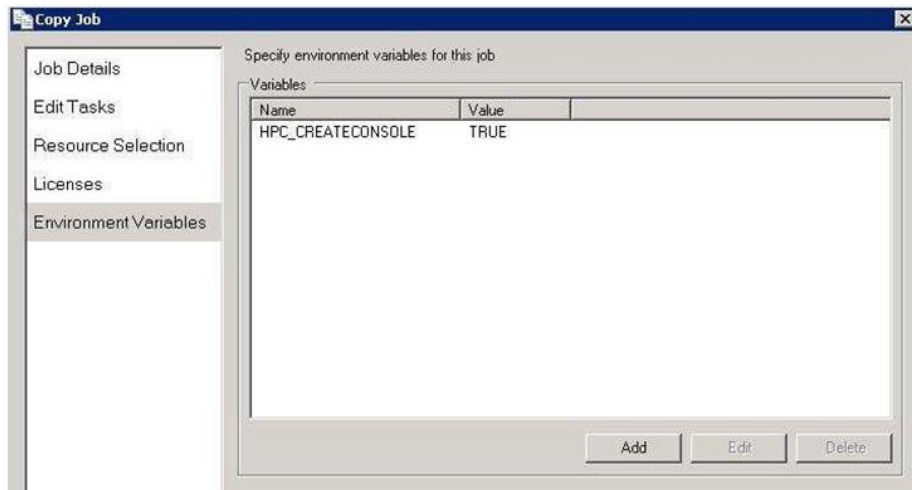 Copy Job
Job Details
Edit Tasks
Resource Selection
Licenses
Environment Variables
Specify environment variables for this job
Variables
Name Value
HPC_CREATECONSOLE TRUE
Add Edit Delete